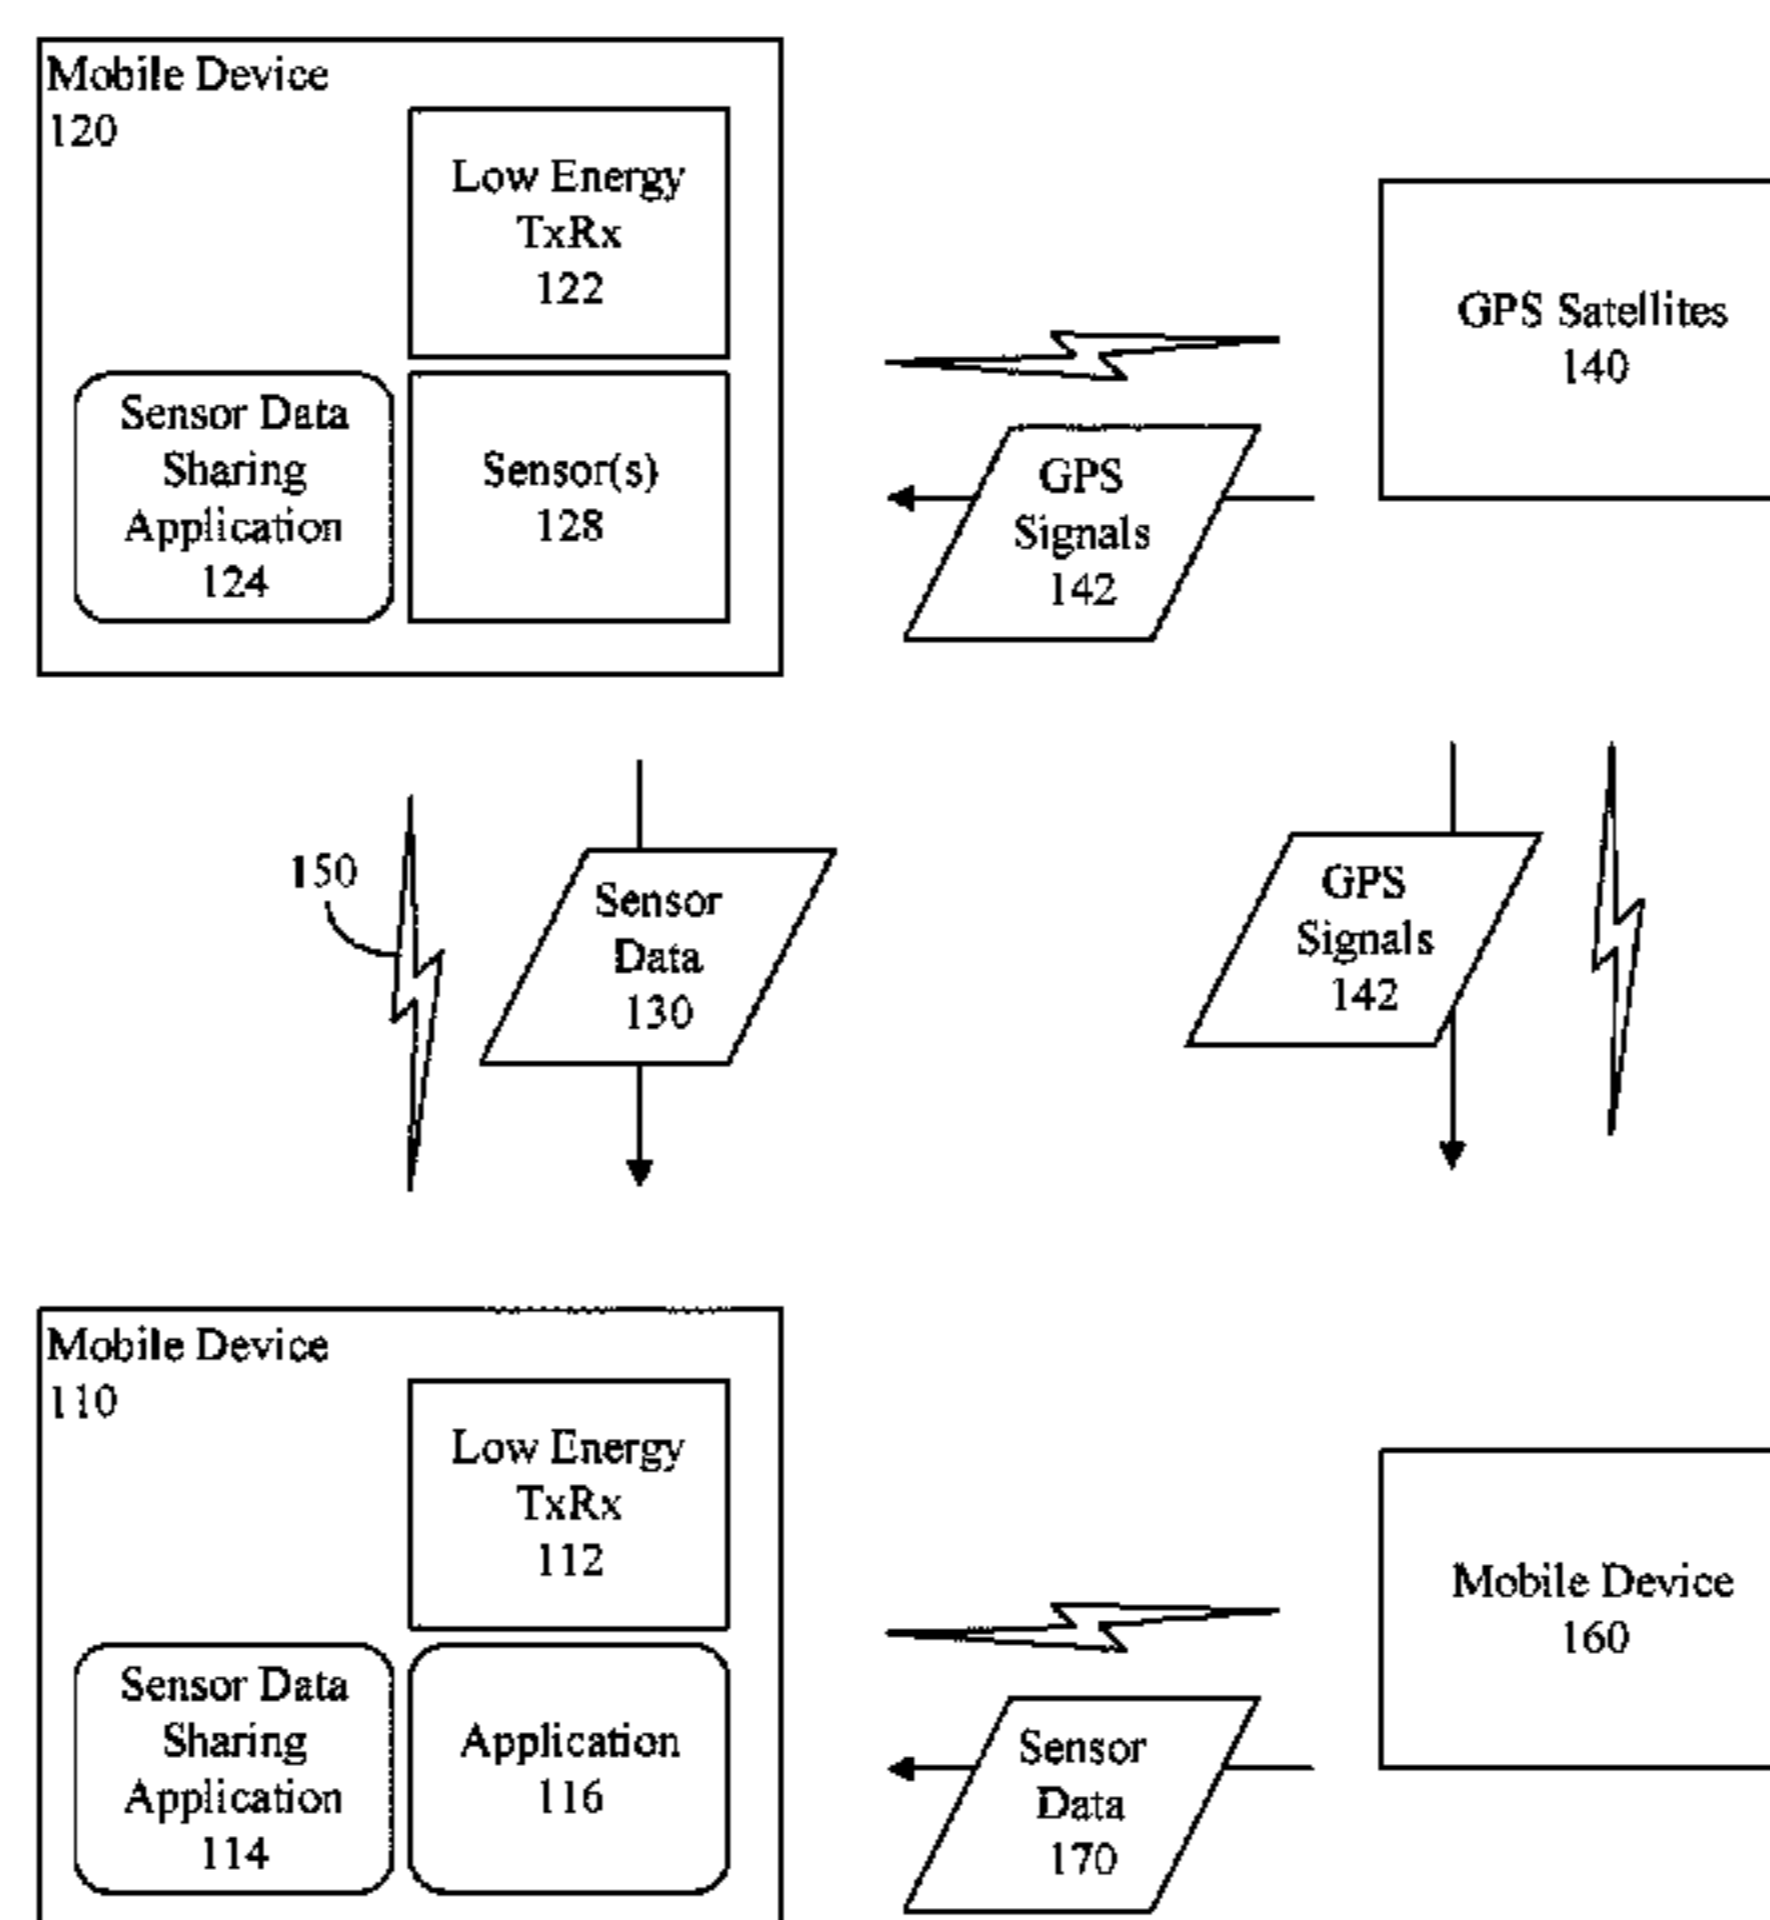 Mobile Device
120
Low Energy
TxRx
122
Sensor Data
Sharing
Application
124
Sensor(s)
128
GPS Satellites
140
GPS
Signals
142
150
Sensor
Data
130
GPS
Signals
142
Mobile Device
110
Low Energy
TxRx
112
Sensor Data
Sharing
Application
114
Application
116
Mobile Device
160
Sensor
Data
170